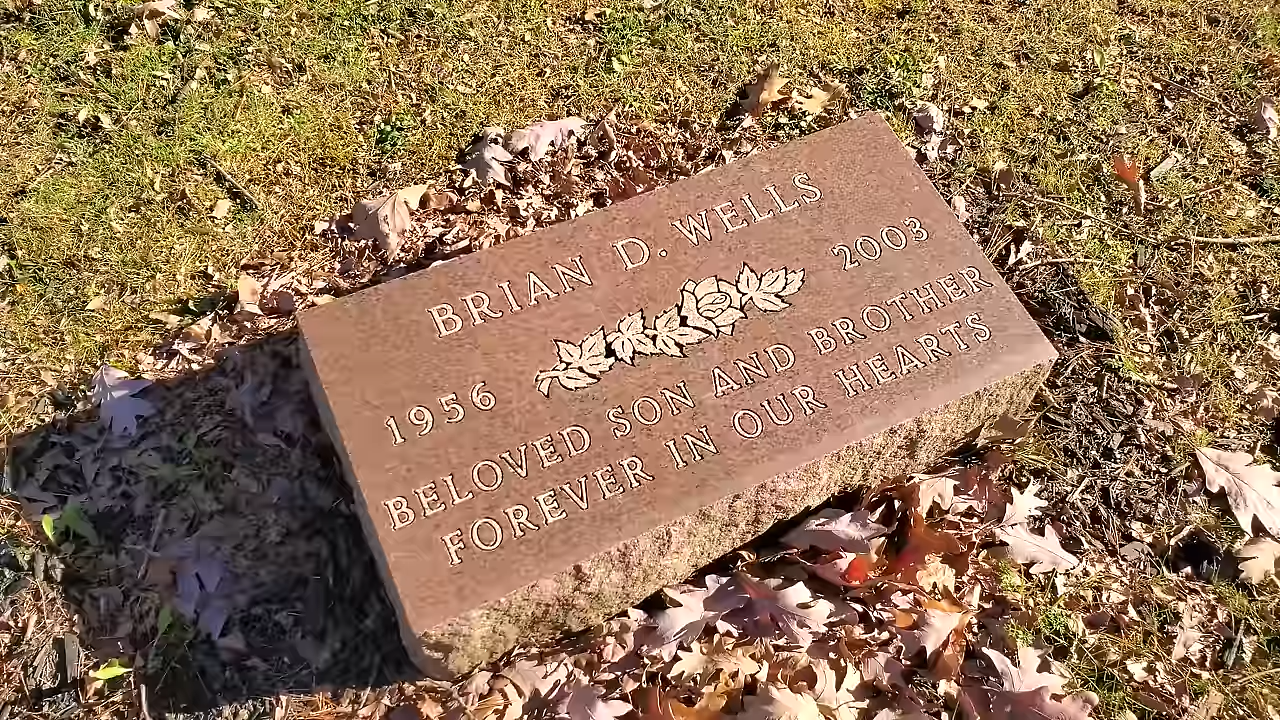 BRIAN D. WELLS
1956 2003
BELOVED SON AND BROTHER
FOREVER IN OUR HEARTS